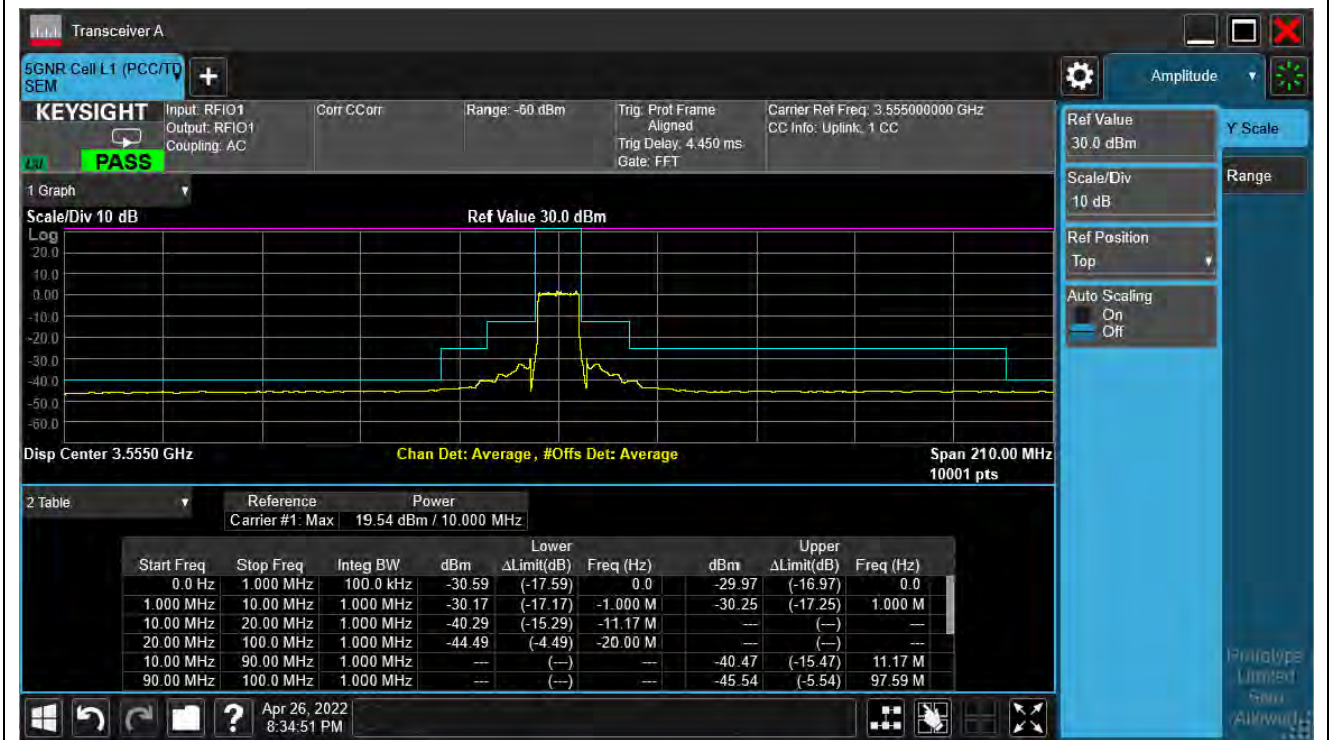 Transceiver A
5GNR Cell L1 (PCC/TD
SEM
+
Amplitude
KEYSIGHT
PASS
Input: RFIO1
Output: RFIO1
Coupling: AC
Corr CCorr
Range: -60 dBm
Trig: Prot Frame
Aligned
Trig Delay: 4.450 ms
Gate: FFT
Carrier Ref Freq: 3.555000000 GHz
CC Info: Uplink, 1 CC
Ref Value
30.0 dBm
Y Scale
Scale/Div
10 dB
Range
Ref Position
Top
Auto Scaling
On
Off
1 Graph
Scale/Div 10 dB
Ref Value 30.0 dBm
Log
20.0
10.0
0.00
-10.0
-20.0
-30.0
-40.0
-50.0
-60.0
Disp Center 3.5550 GHz
Chan Det: Average , #Offs Det: Average
Span 210.00 MHz
10001 pts
2 Table
Reference Power
Carrier #1: Max 19.54 dBm / 10.000 MHz
Lower Upper
Start Freq Stop Freq Integ BW dBm ΔLimit(dB) Freq (Hz) dBm ΔLimit(dB) Freq (Hz)
0.0 Hz 1.000 MHz 100.0 kHz -30.59 (-17.59) 0.0 -29.97 (-16.97) 0.0
1.000 MHz 10.00 MHz 1.000 MHz -30.17 (-17.17) -1.000 M -30.25 (-17.25) 1.000 M
10.00 MHz 20.00 MHz 1.000 MHz -40.29 (-15.29) -11.17 M --- (---) ---
20.00 MHz 100.0 MHz 1.000 MHz -44.49 (-4.49) -20.00 M --- (---) ---
10.00 MHz 90.00 MHz 1.000 MHz --- (---) --- -40.47 (-15.47) 11.17 M
90.00 MHz 100.0 MHz 1.000 MHz --- (---) --- -45.54 (-5.54) 97.59 M
Prototype
Limited
Allowed
?
Apr 26, 2022
8:34:51 PM